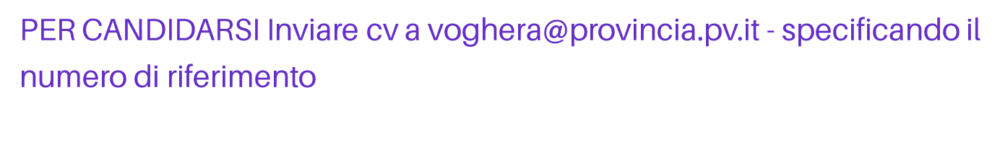 PER CANDIDARSI Inviare cv a voghera@provincia.pv.it - specificando il
numero di riferimento